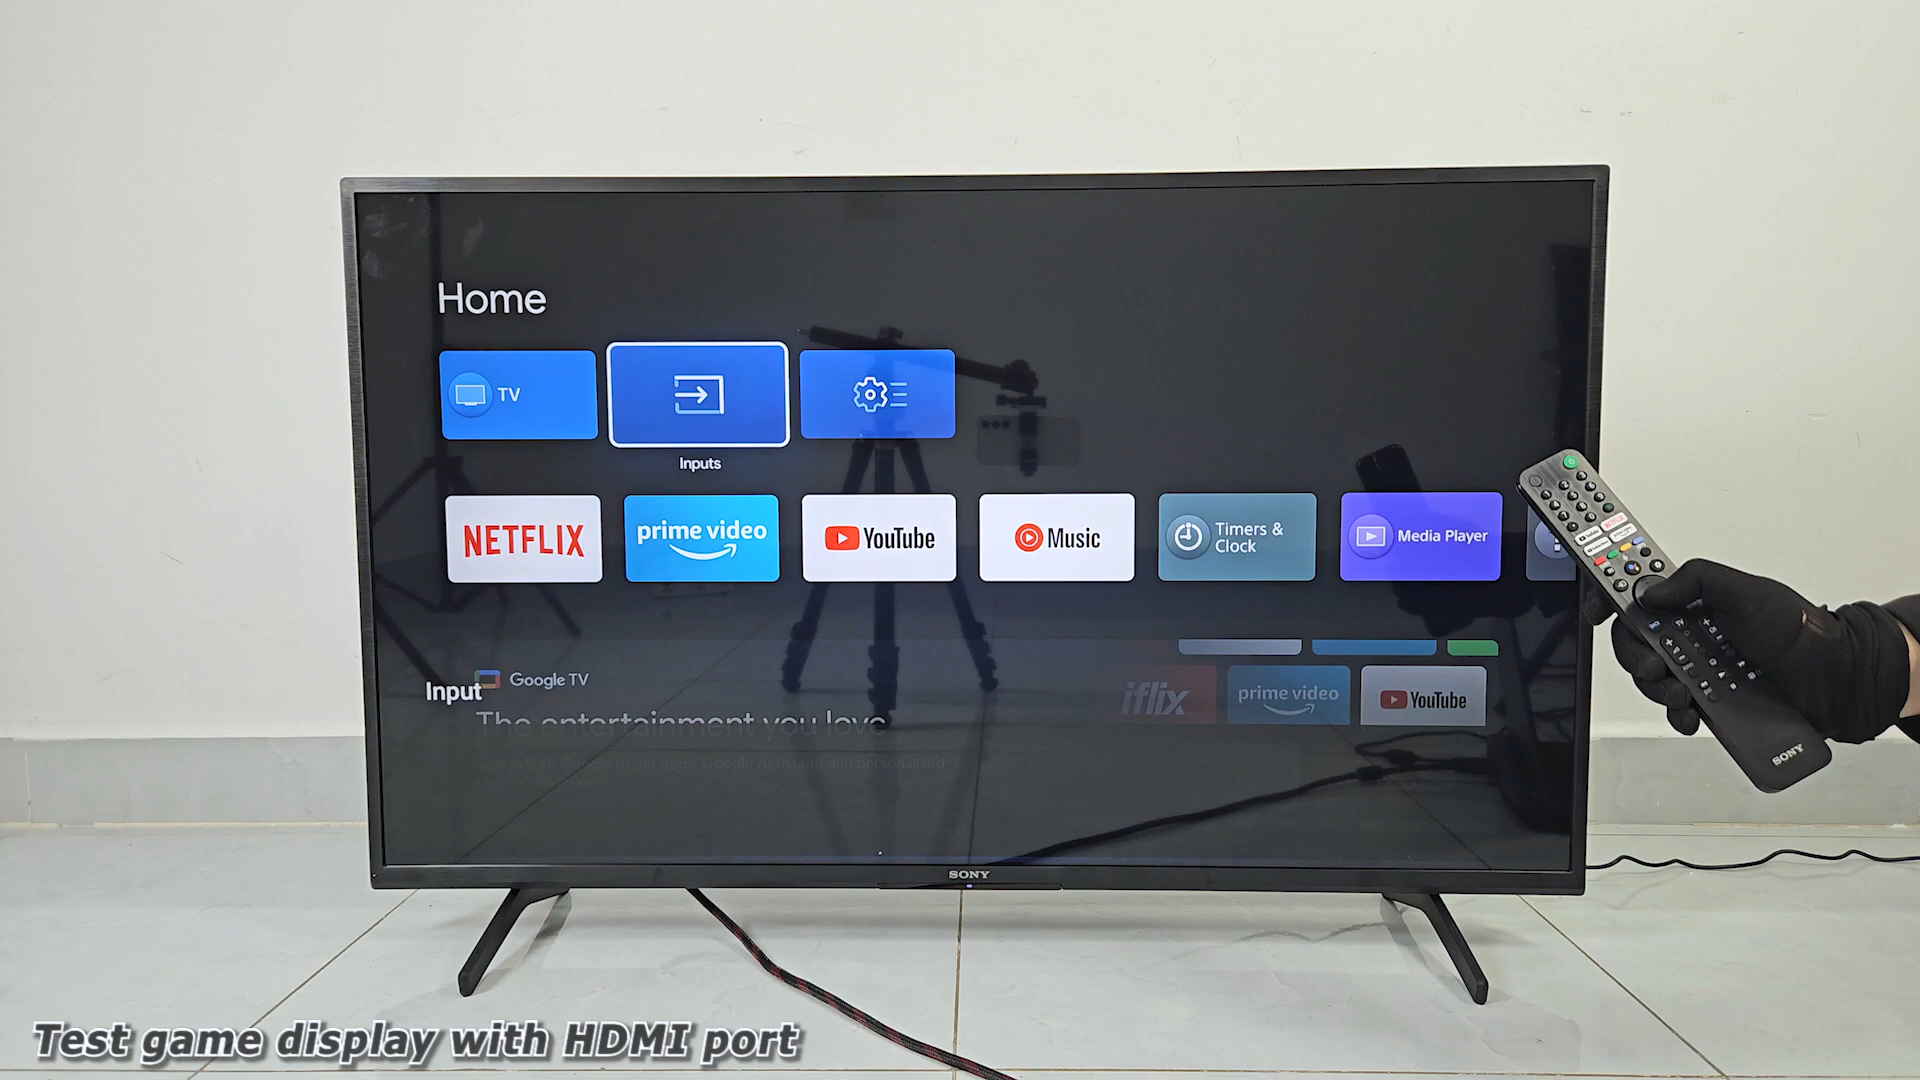 Home
TV
Inputs
NETFLIX
prime video
YouTube
Music
Timers &
Clock
Media Player
Google TV
Input
The entertainment you love
iflix
prime video
YouTube
SONY
SONY
Test game display with HDMI port